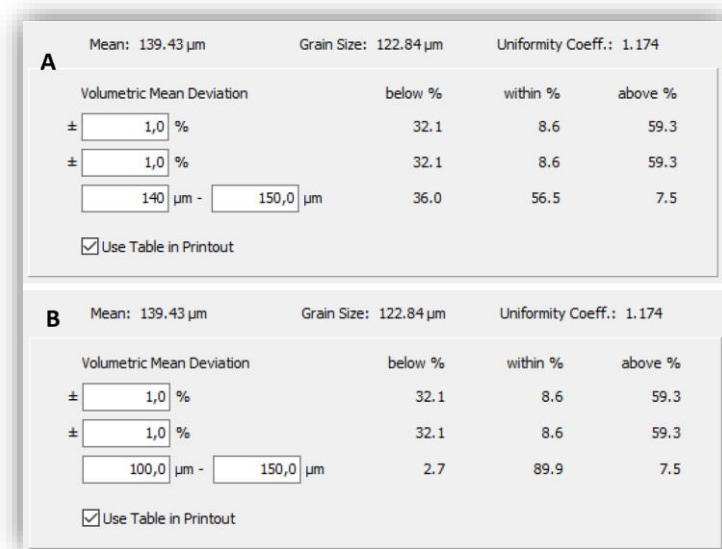 Mean: 139.43 µm Grain Size: 122.84 µm Uniformity Coeff.: 1.174
A
Volumetric Mean Deviation below % within % above %
± 1,0 % 32.1 8.6 59.3
± 1,0 % 32.1 8.6 59.3
140 µm - 150,0 µm 36.0 56.5 7.5
Use Table in Printout
B Mean: 139.43 µm Grain Size: 122.84 µm Uniformity Coeff.: 1.174
Volumetric Mean Deviation below % within % above %
± 1,0 % 32.1 8.6 59.3
± 1,0 % 32.1 8.6 59.3
100,0 µm - 150,0 µm 2.7 89.9 7.5
Use Table in Printout